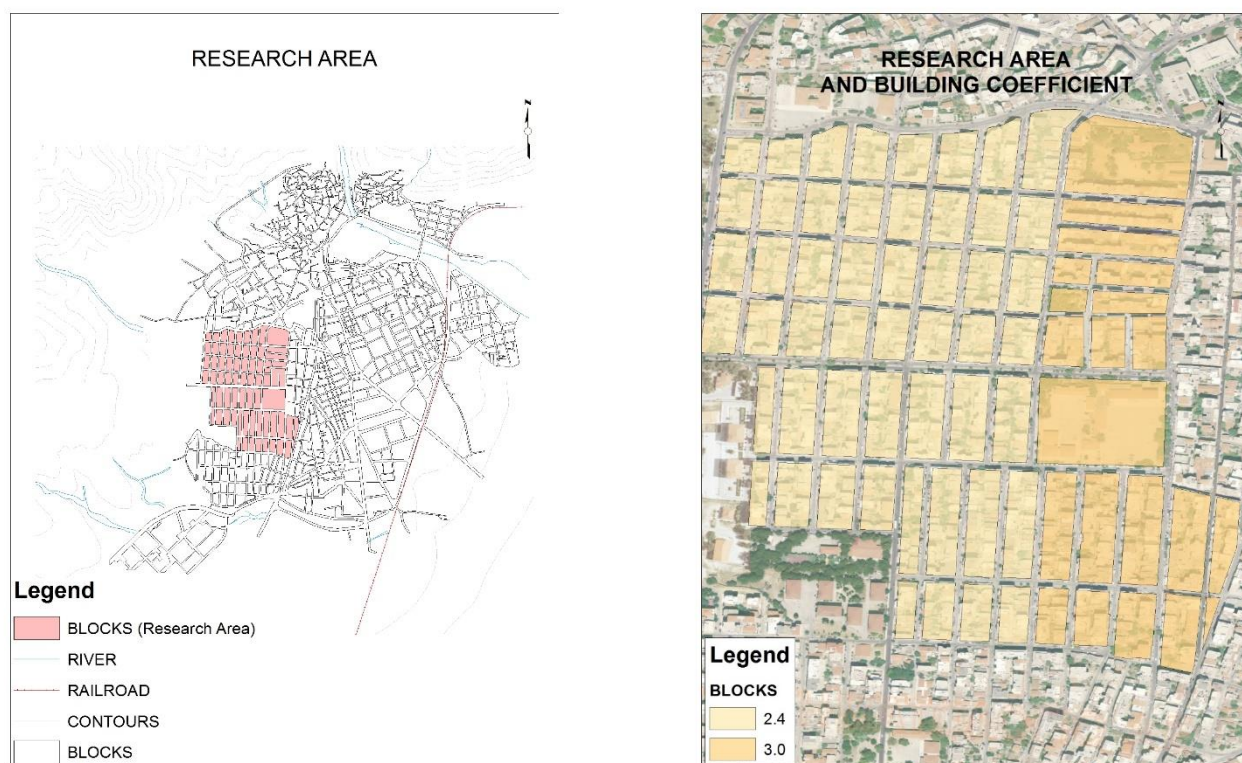 RESEARCH AREA
N
Legend
BLOCKS (Research Area)
RIVER
RAILROAD
CONTOURS
BLOCKS
RESEARCH AREA
AND BUILDING COEFFICIENT
N
Legend
BLOCKS
2.4
3.0